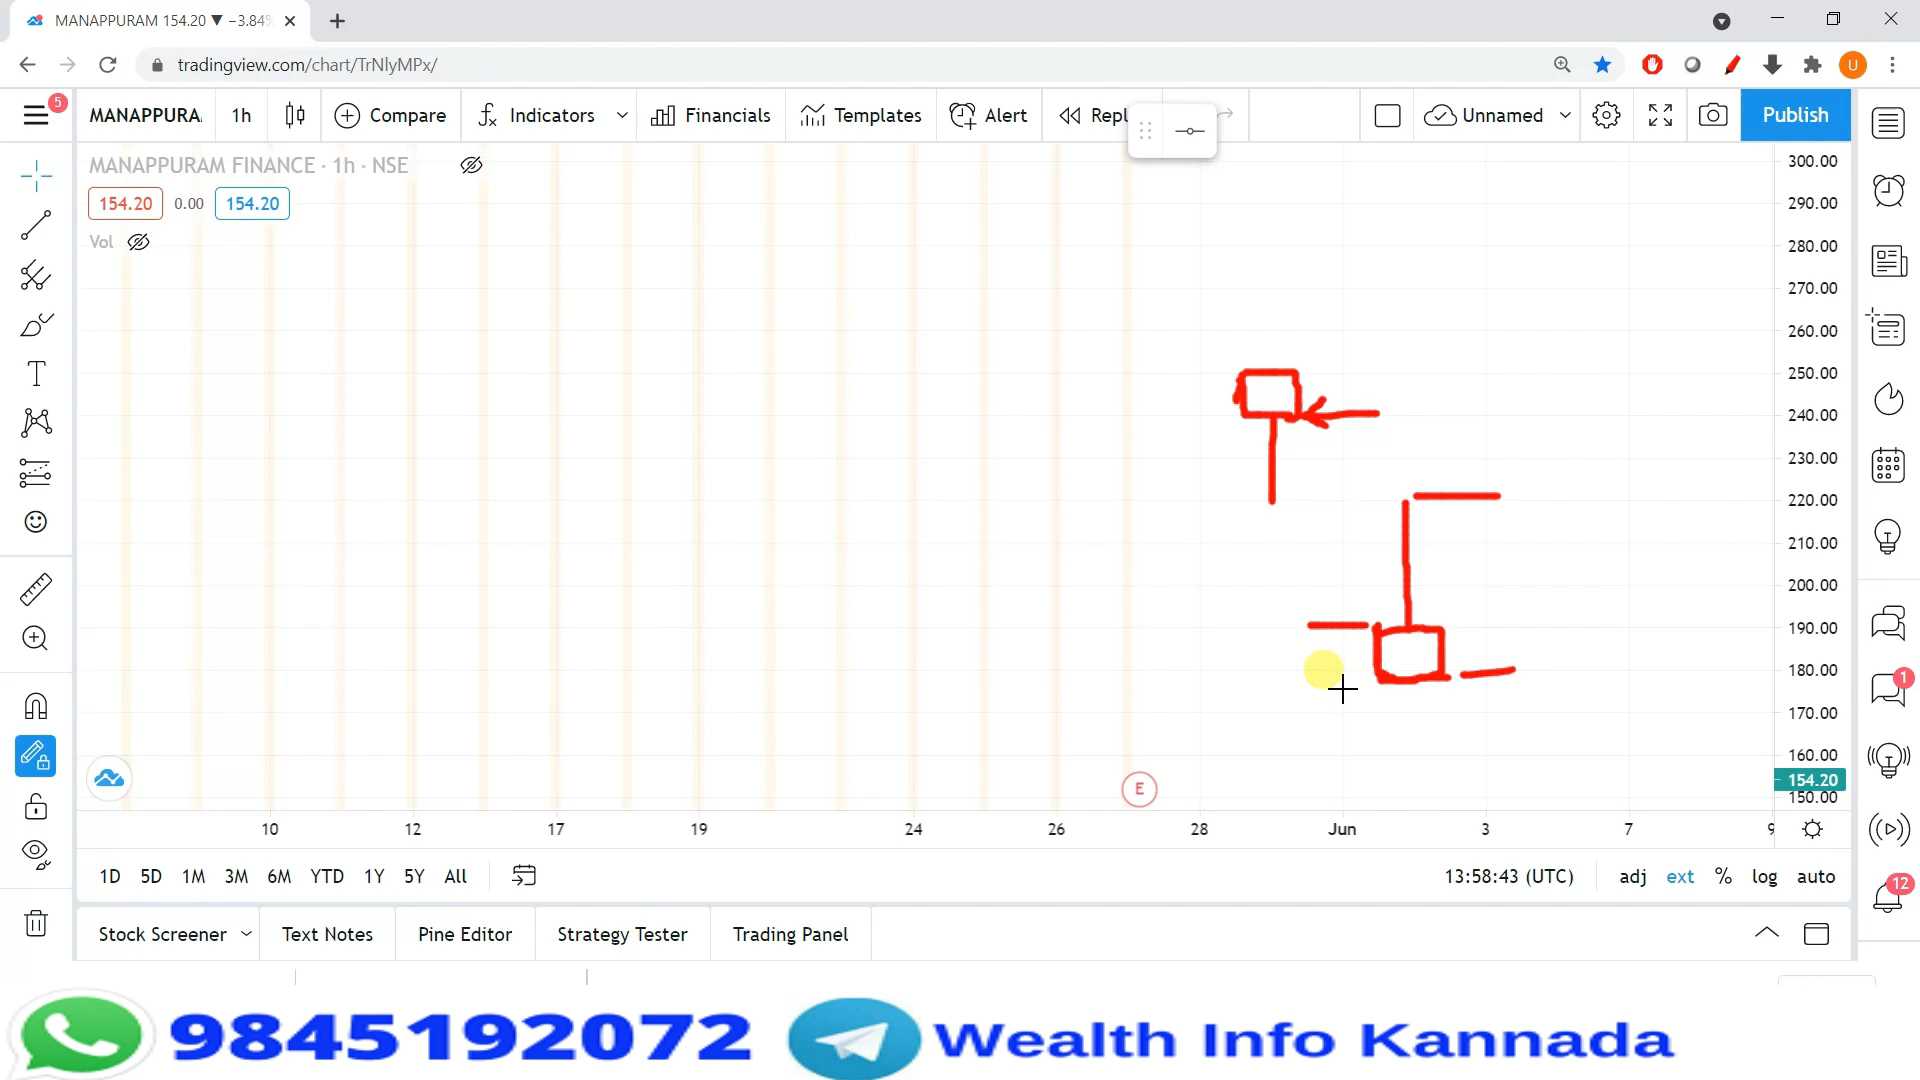 MANAPPURAM 154.20 ▼ −3.84%
tradingview.com/chart/TrNlyMPx/
U
5
MANAPPURA
1h
Compare
Indicators
Financials
Templates
Alert
Unnamed
Publish
MANAPPURAM FINANCE · 1h · NSE
154.20
0.00
154.20
Vol
300.00
290.00
280.00
270.00
260.00
250.00
240.00
230.00
220.00
210.00
200.00
190.00
180.00
170.00
160.00
154.20
150.00
E
10
12
17
19
24
26
28
Jun
3
7
9
1D
5D
1M
3M
6M
YTD
1Y
5Y
All
13:58:43 (UTC)
adj
ext
%
log
auto
1
12
Stock Screener
Text Notes
Pine Editor
Strategy Tester
Trading Panel
9845192072
Wealth Info Kannada